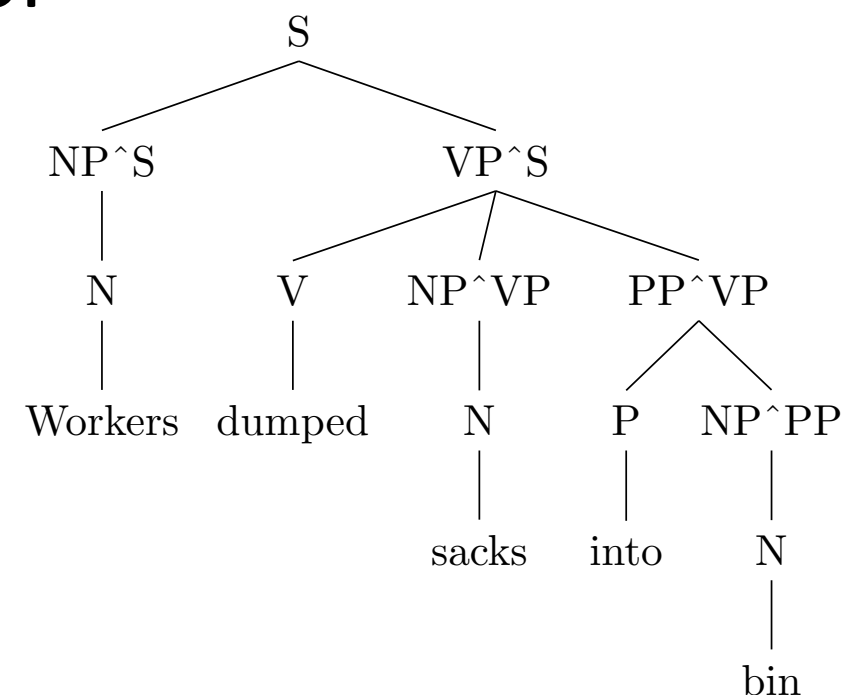 S
NP^S VP^S
N V NP^VP PP^VP
Workers dumped N P NP^PP
sacks into N
bin